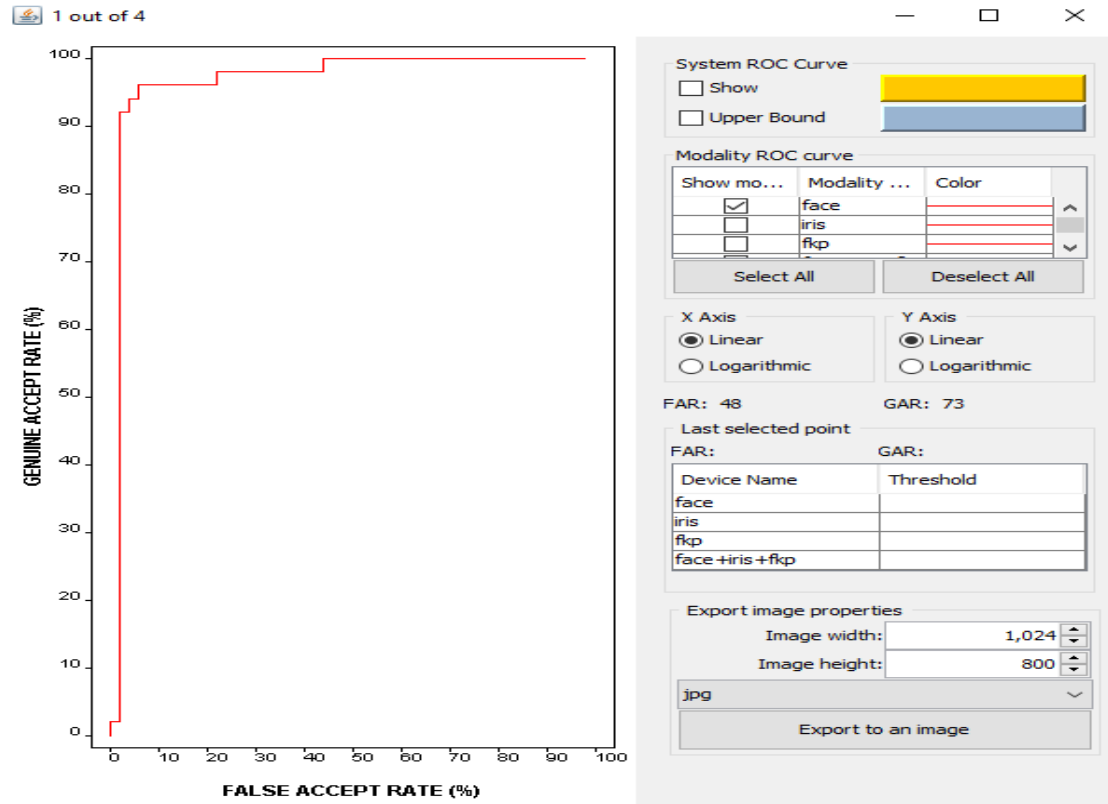 1 out of 4
100
90
80
70
60
50
40
30
20
10
0
GENUINE ACCEPT RATE (%)
0 10 20 30 40 50 60 70 80 90 100
FALSE ACCEPT RATE (%)
System ROC Curve
Show
Upper Bound
Modality ROC curve
Show mo... Modality ... Color
face
iris
fkp
Select All Deselect All
X Axis Y Axis
Linear Linear
Logarithmic Logarithmic
FAR: 48 GAR: 73
Last selected point
FAR: GAR:
Device Name Threshold
face
iris
fkp
face+iris+fkp
Export image properties
Image width: 1,024
Image height: 800
jpg
Export to an image